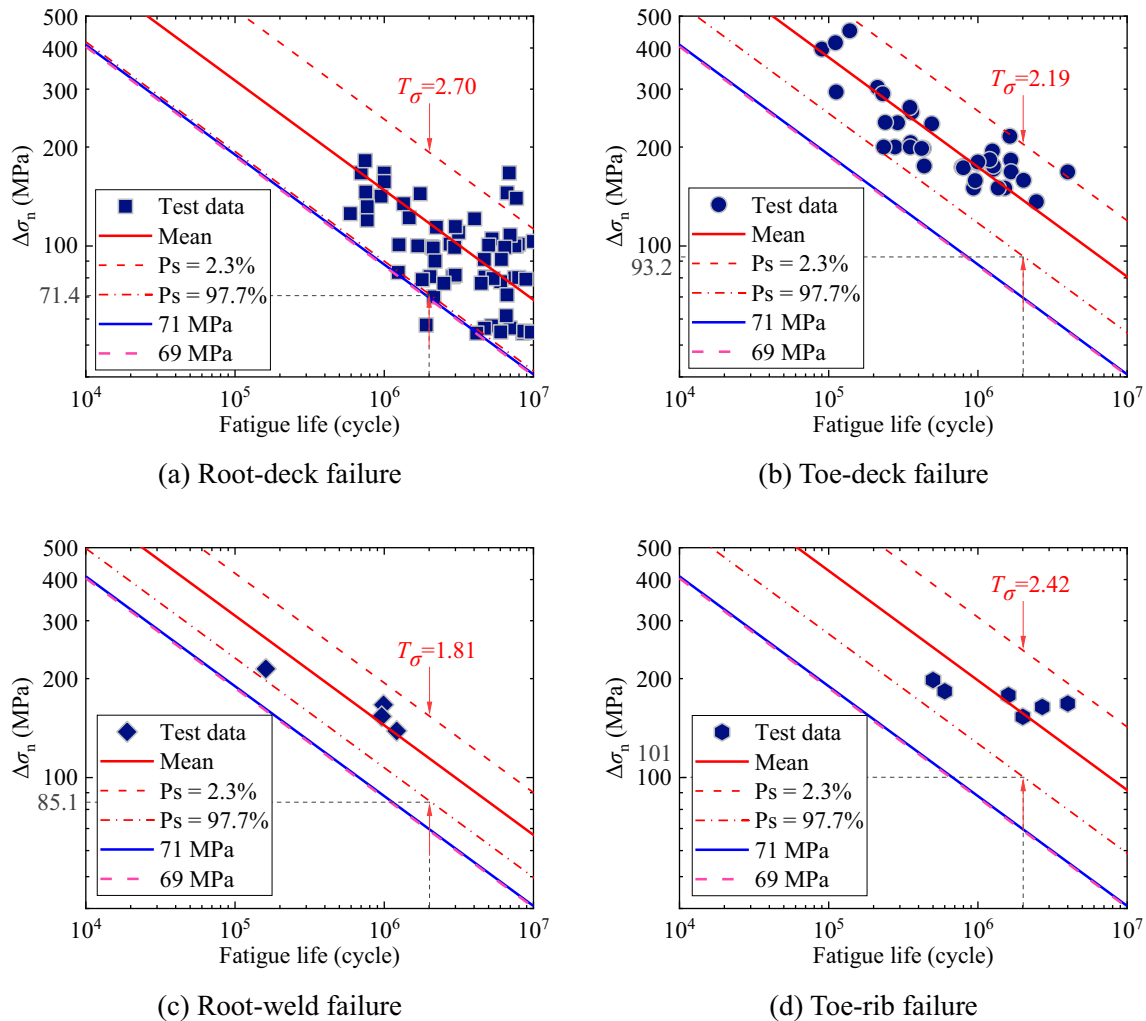 500
400
300
200
100
71.4
Δσn (MPa)
Tσ=2.70
Test data
Mean
Ps = 2.3%
Ps = 97.7%
71 MPa
69 MPa
10^4
10^5
10^6
10^7
Fatigue life (cycle)
(a) Root-deck failure
500
400
300
200
100
93.2
Δσn (MPa)
Tσ=2.19
Test data
Mean
Ps = 2.3%
Ps = 97.7%
71 MPa
69 MPa
10^4
10^5
10^6
10^7
Fatigue life (cycle)
(b) Toe-deck failure
500
400
300
200
100
85.1
Δσn (MPa)
Tσ=1.81
Test data
Mean
Ps = 2.3%
Ps = 97.7%
71 MPa
69 MPa
10^4
10^5
10^6
10^7
Fatigue life (cycle)
(c) Root-weld failure
500
400
300
200
101
100
Δσn (MPa)
Tσ=2.42
Test data
Mean
Ps = 2.3%
Ps = 97.7%
71 MPa
69 MPa
10^4
10^5
10^6
10^7
Fatigue life (cycle)
(d) Toe-rib failure